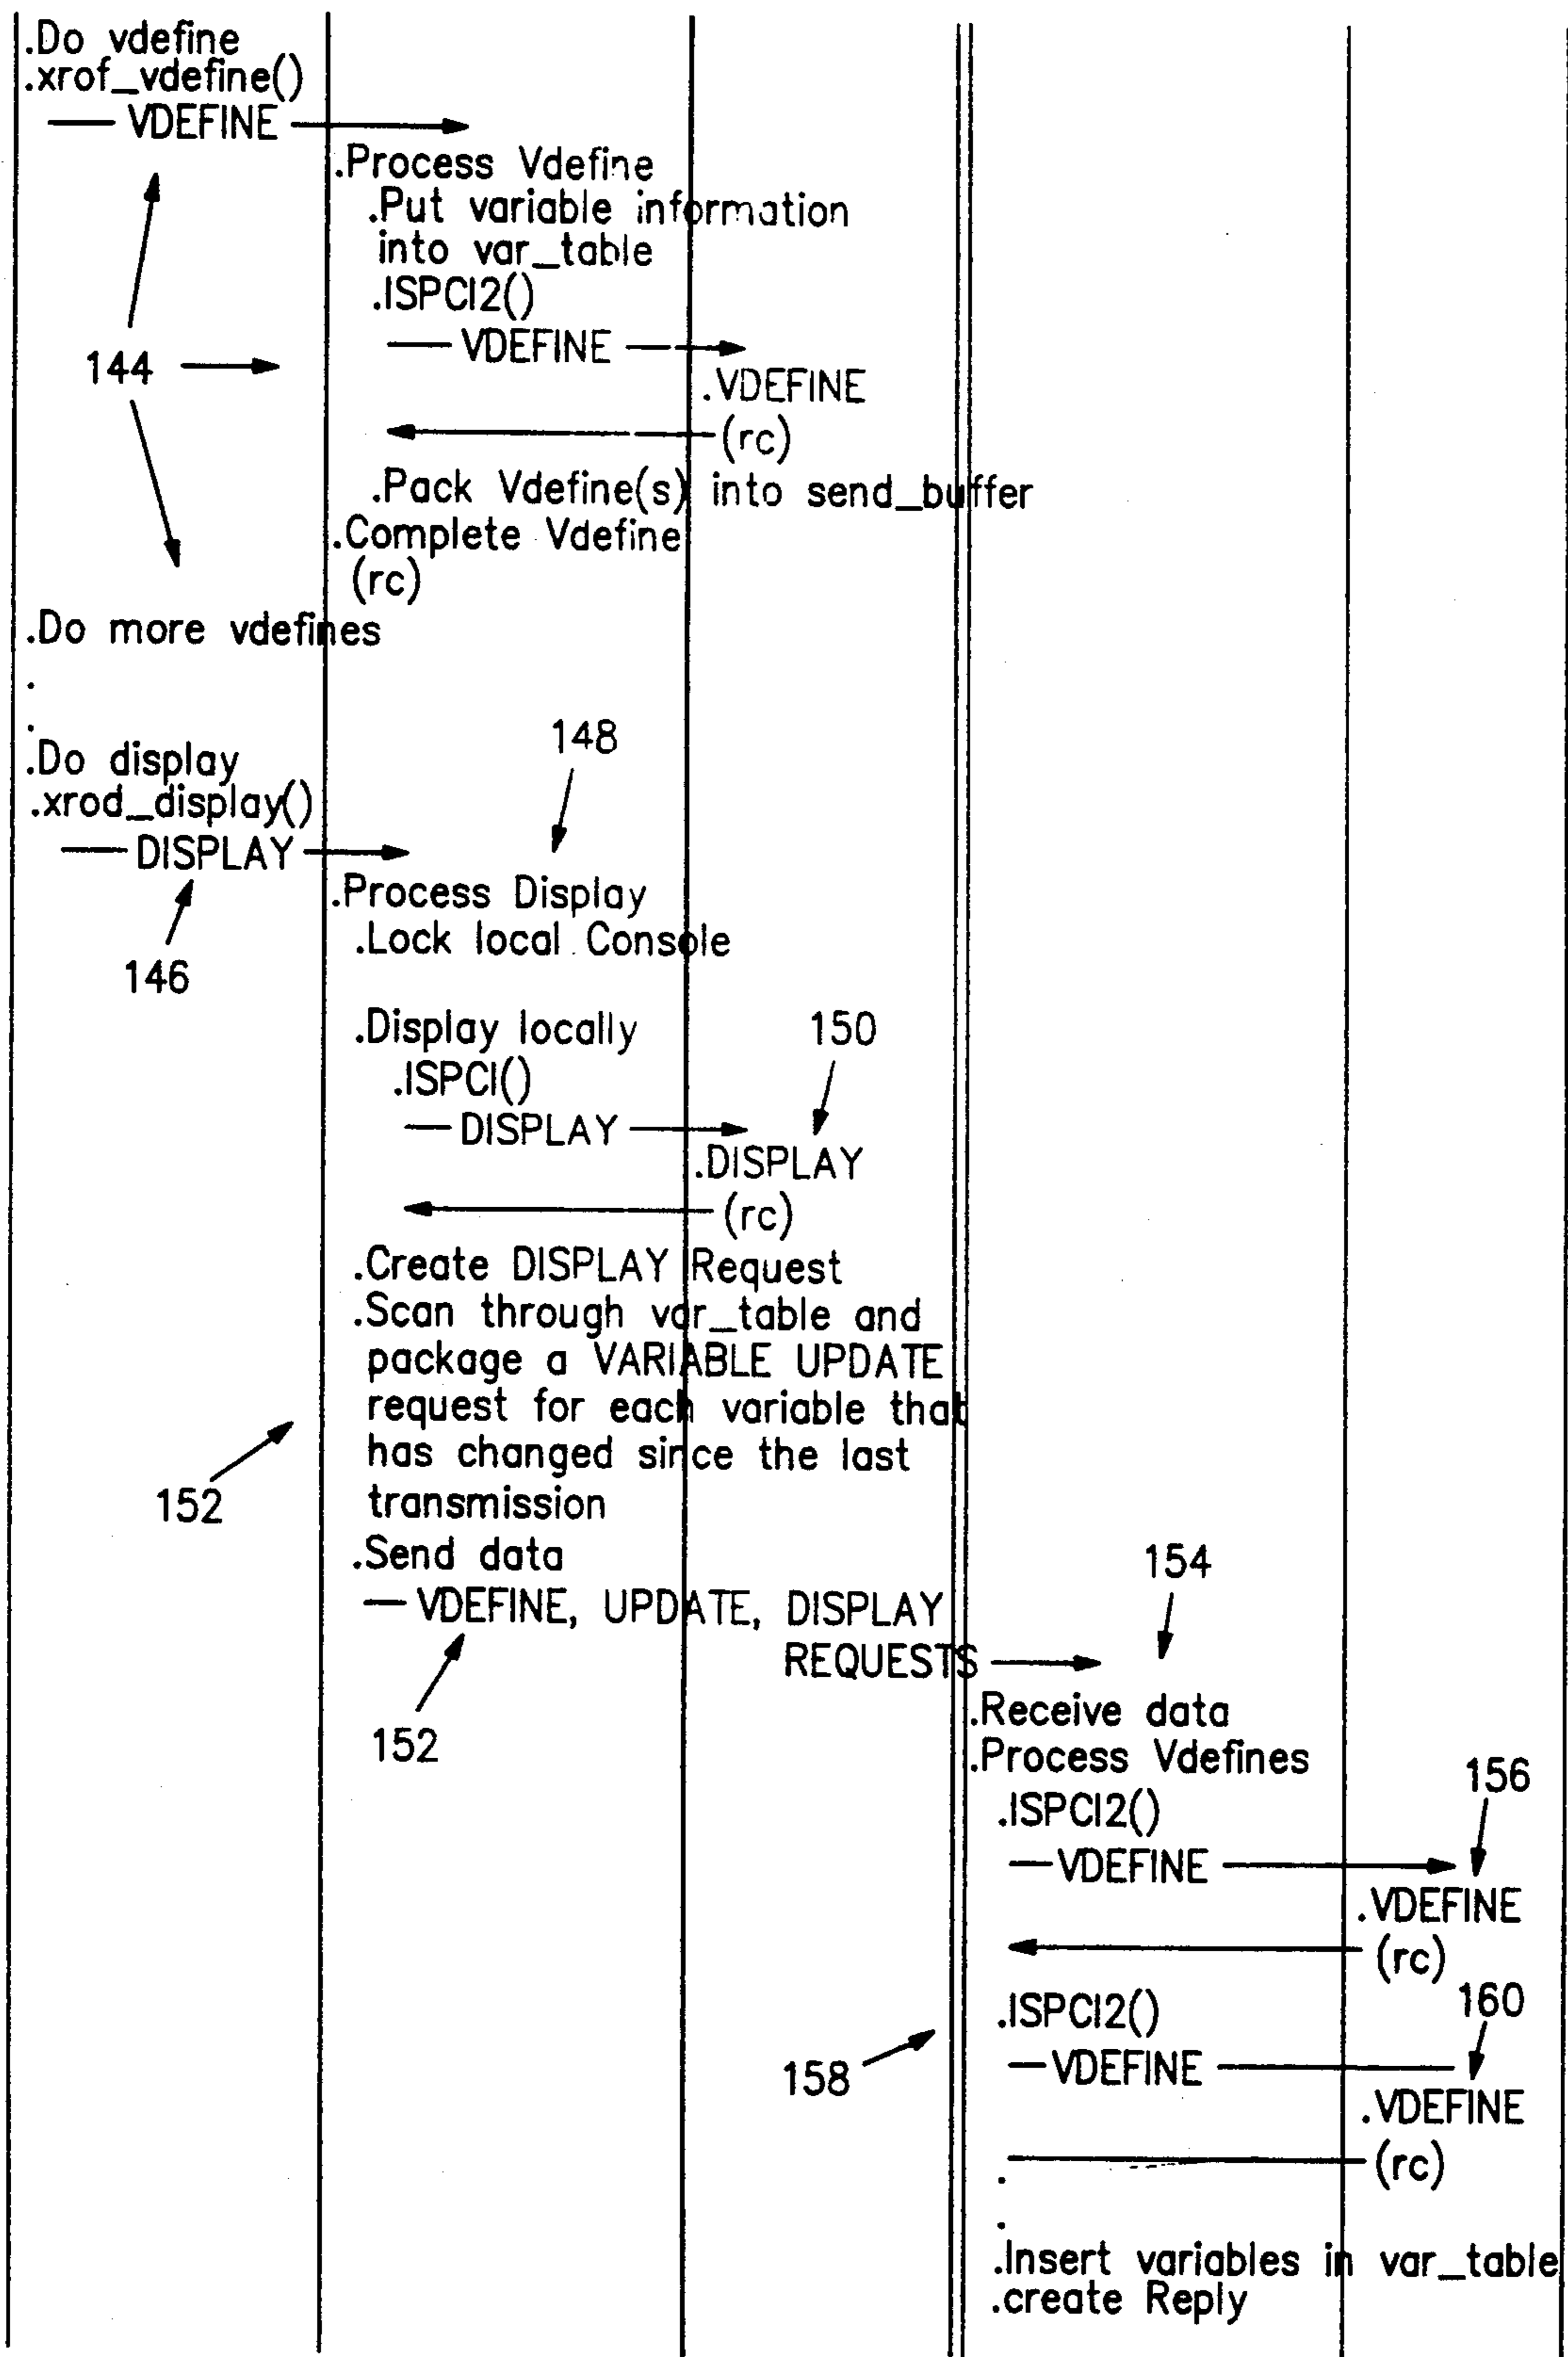 .Do vdefine
.xrof_vdefine()
VDEFINE
.Process Vdefine
.Put variable information
into var_table
.ISPCI2()
VDEFINE
144
.VDEFINE
(rc)
.Pack Vdefine(s) into send_buffer
.Complete Vdefine
(rc)
.Do more vdefines
.
.
148
.Do display
.xrod_display()
DISPLAY
.Process Display
146
.Lock local Console
.Display locally
150
.ISPCI()
DISPLAY
.DISPLAY
(rc)
.Create DISPLAY Request
.Scan through var_table and
package a VARIABLE UPDATE
request for each variable that
has changed since the last
transmission
152
.Send data
154
VDEFINE, UPDATE, DISPLAY
REQUESTS
152
.Receive data
.Process Vdefines
156
.ISPCI2()
VDEFINE
.VDEFINE
(rc)
160
.ISPCI2()
158
VDEFINE
.VDEFINE
(rc)
.
.
.Insert variables in var_table
.create Reply